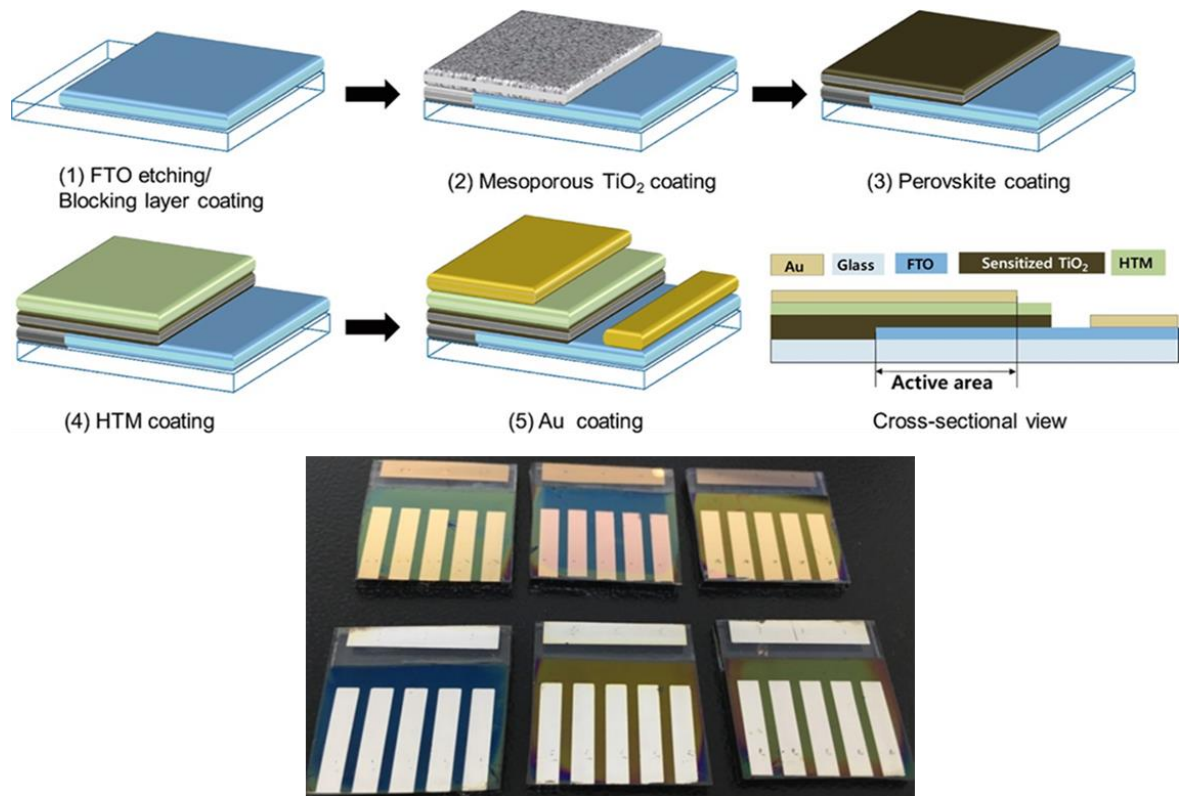 (1) FTO etching/
Blocking layer coating
(2) Mesoporous TiO₂ coating
(3) Perovskite coating
(4) HTM coating
(5) Au coating
Au Glass FTO Sensitized TiO₂ HTM
Active area
Cross-sectional view